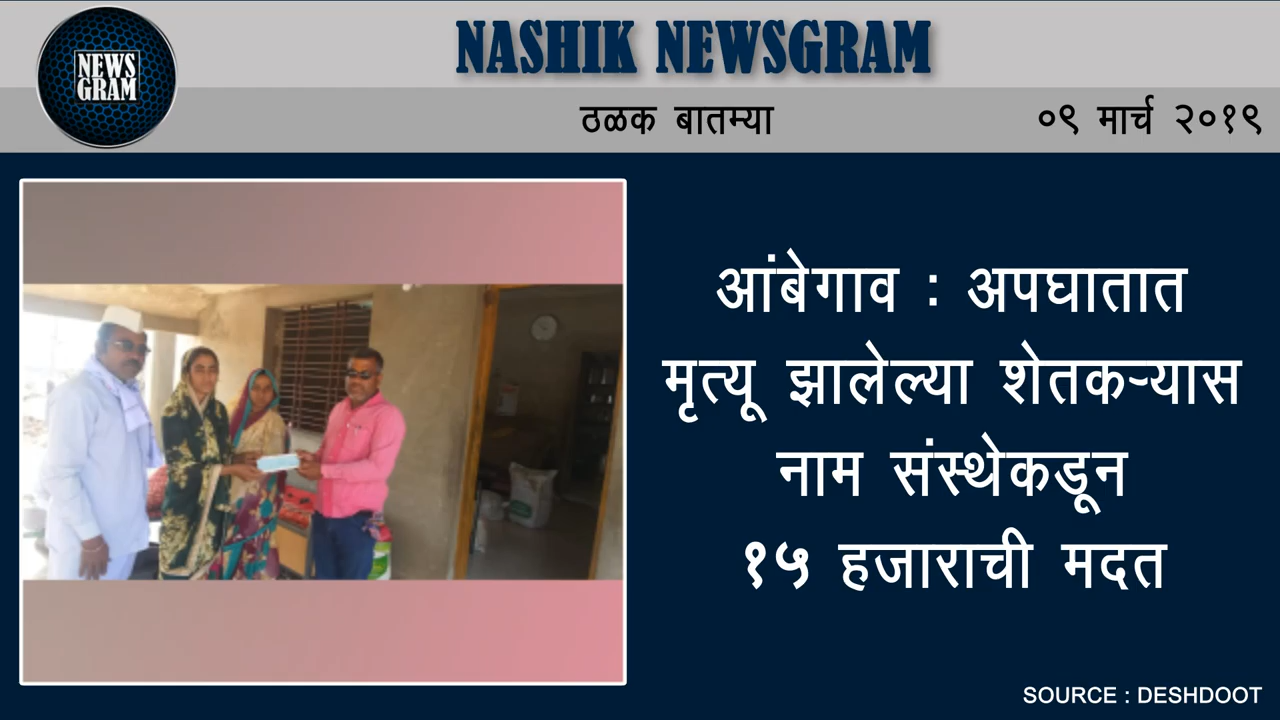 NEWS
GRAM
NASHIK NEWSGRAM
ठळक बातम्या
०९ मार्च २०१९
आंबेगाव : अपघातात
मृत्यू झालेल्या शेतकऱ्यास
नाम संस्थेकडून
१५ हजाराची मदत
SOURCE : DESHDOOT